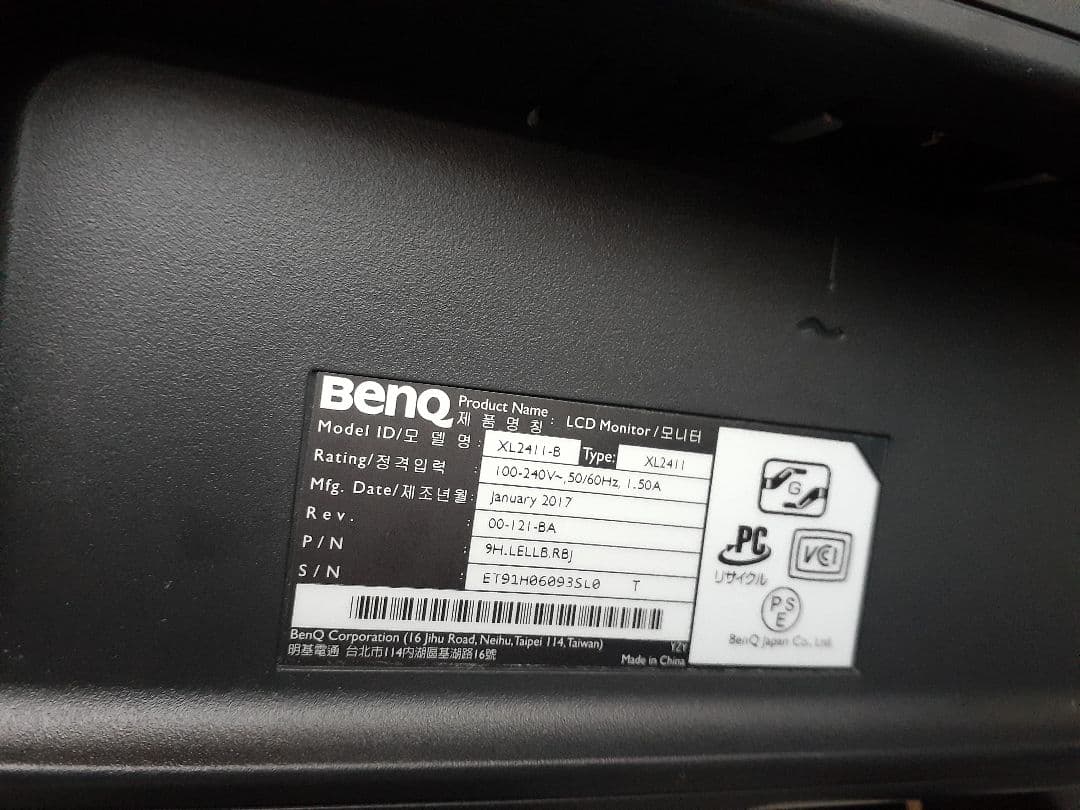 BenQ
Product Name
제 품 명 칭 : LCD Monitor / 모니터
Model ID/모 델 명 : XL2411-B Type: XL2411
Rating/정격입력 : 100-240V~, 50/60Hz, 1.50A
Mfg. Date/제조년월 : January 2017
Rev. : 00-121-BA
P/N : 9H.LELLB.RBJ
S/N : ET91H06093SL0 T
BenQ Corporation (16 Jihu Road, Neihu, Taipei 114, Taiwan)
明基電通 台北市114內湖區基湖路16號
YZY
Made in China
G
PC
リサイクル
VCCI
PSE
BenQ Japan Co., Ltd.
~